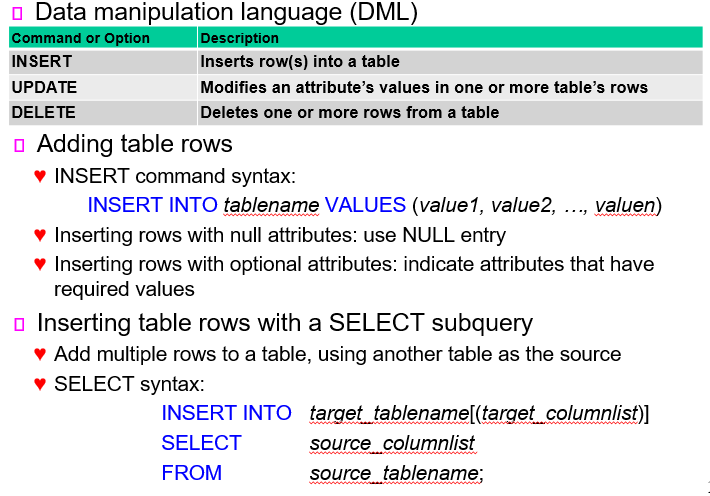 Data manipulation language (DML)
Command or Option Description
INSERT Inserts row(s) into a table
UPDATE Modifies an attribute's values in one or more table's rows
DELETE Deletes one or more rows from a table
Adding table rows
INSERT command syntax:
INSERT INTO tablename VALUES (value1, value2, …, valuen)
Inserting rows with null attributes: use NULL entry
Inserting rows with optional attributes: indicate attributes that have
required values
Inserting table rows with a SELECT subquery
Add multiple rows to a table, using another table as the source
SELECT syntax:
INSERT INTO target_tablename[(target_columnlist)]
SELECT source_columnlist
FROM source_tablename;